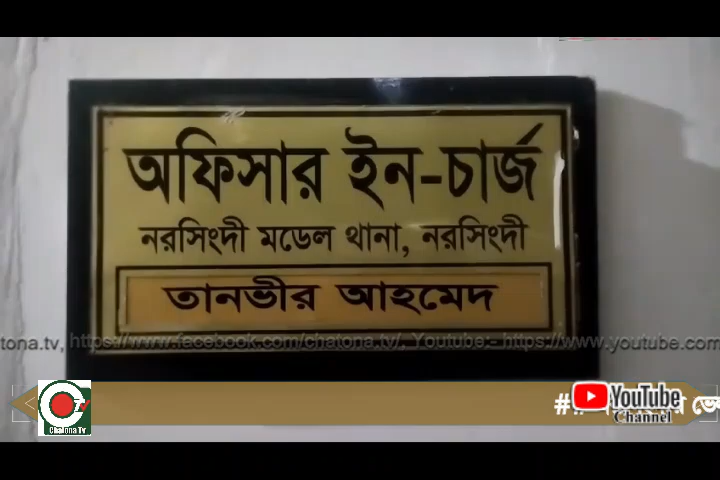 অফিসার ইন-চার্জ
নরসিংদী মডেল থানা, নরসিংদী
তানভীর আহমেদ
tona.tv, https://www.facebook.com/chatona.tv/, Youtube:- https://www.youtube.com
YouTube
Channel
Chatona Tv